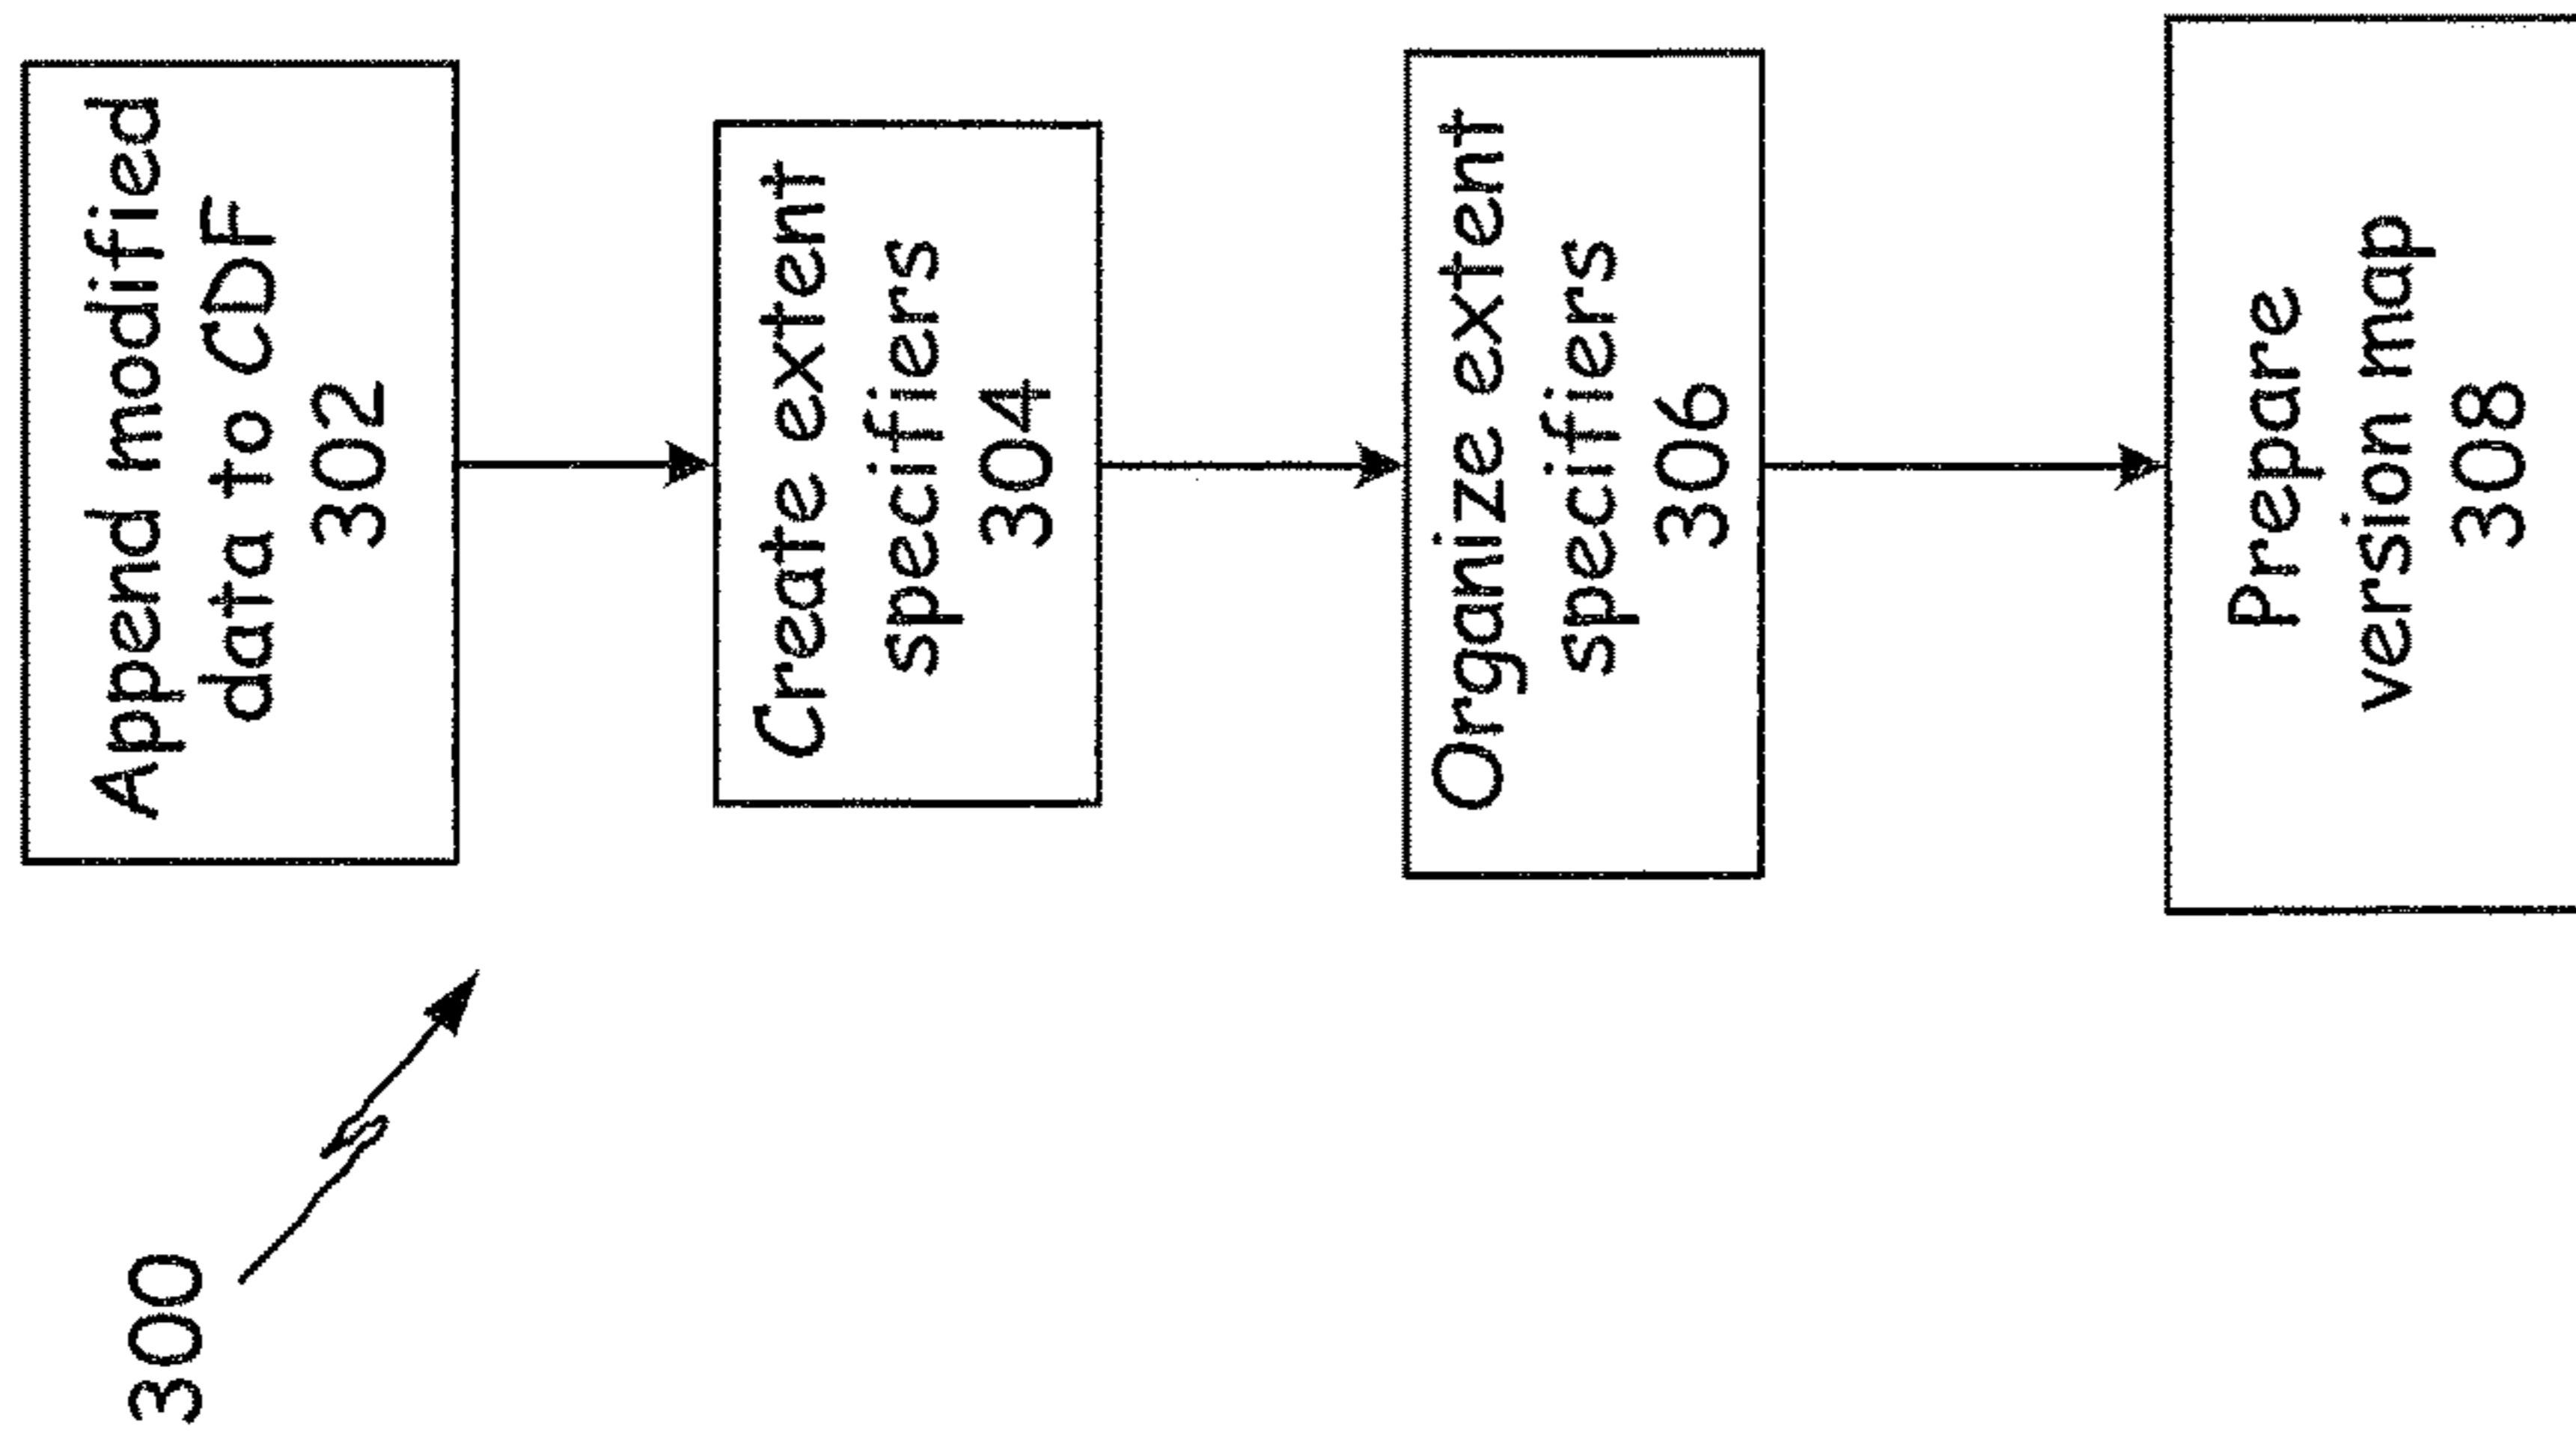 300
Append modified
data to CDF
302
Create extent
specifiers
304
Organize extent
specifiers
306
Prepare
version map
308